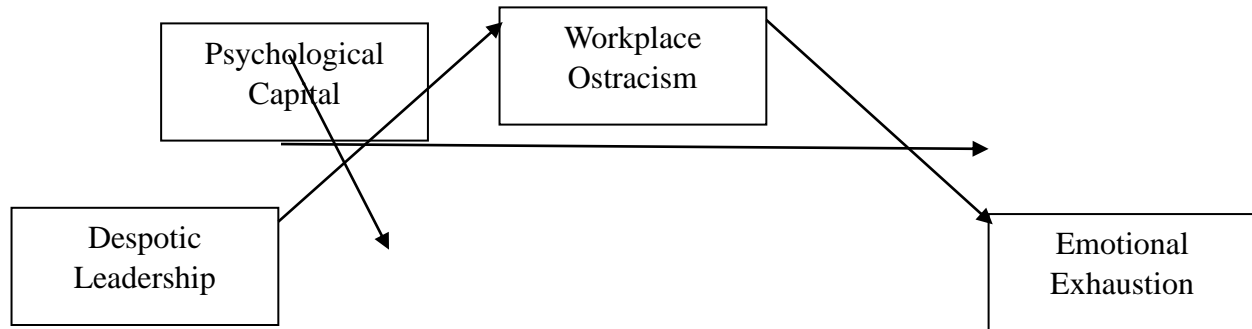 Psychological
Capital
Workplace
Ostracism
Despotic
Leadership
Emotional
Exhaustion